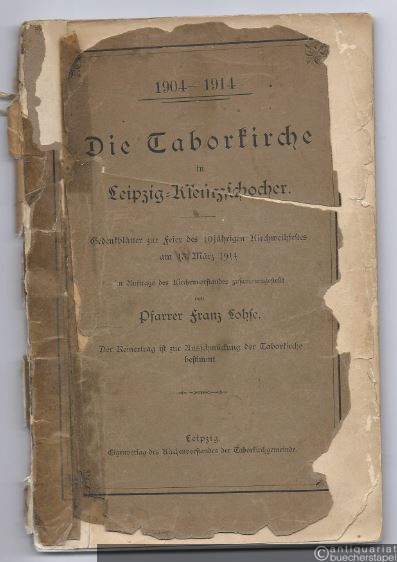 1904 – 1914
Die Taborkirche
in
Leipzig=Kleinzschocher.
Gedenkblätter zur Feier des 10jährigen Kirchweihfestes
am März 1914
Auftrage des Kirchenvorstandes zusammengestellt
von
Pfarrer Franz Lohse.
Der Reinertrag ist zur Ausschmückung der Taborkirche
bestimmt.
Leipzig.
Eigenverlag des Kirchenvorstandes der Taborkirchgemeinde.
antiquariat
buecherstapel